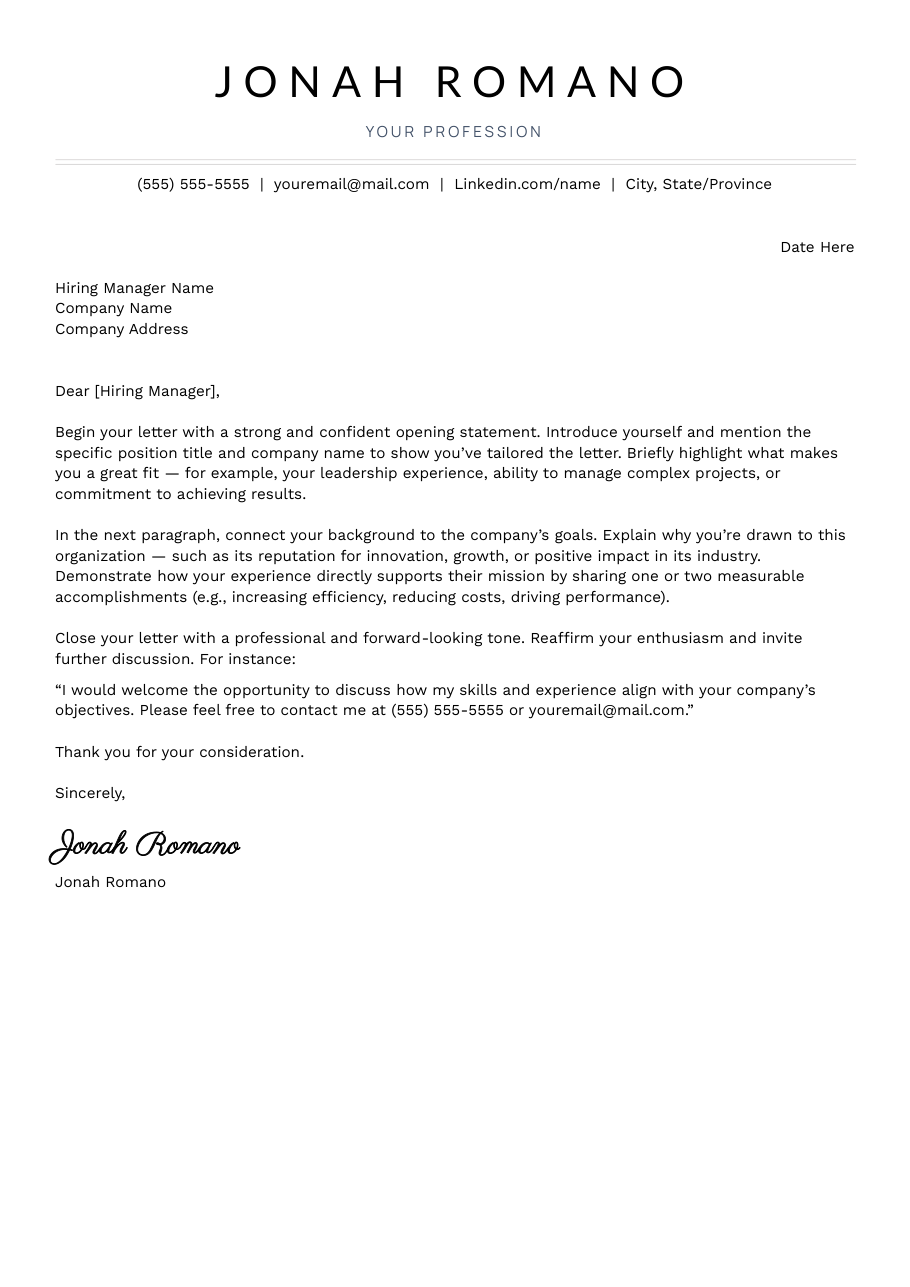 JONAH ROMANO
YOUR PROFESSION
(555) 555-5555 | youremail@mail.com | Linkedin.com/name | City, State/Province
Date Here
Hiring Manager Name
Company Name
Company Address
Dear [Hiring Manager],
Begin your letter with a strong and confident opening statement. Introduce yourself and mention the
specific position title and company name to show you’ve tailored the letter. Briefly highlight what makes
you a great fit — for example, your leadership experience, ability to manage complex projects, or
commitment to achieving results.
In the next paragraph, connect your background to the company’s goals. Explain why you’re drawn to this
organization — such as its reputation for innovation, growth, or positive impact in its industry.
Demonstrate how your experience directly supports their mission by sharing one or two measurable
accomplishments (e.g., increasing efficiency, reducing costs, driving performance).
Close your letter with a professional and forward-looking tone. Reaffirm your enthusiasm and invite
further discussion. For instance:
“I would welcome the opportunity to discuss how my skills and experience align with your company’s
objectives. Please feel free to contact me at (555) 555-5555 or youremail@mail.com.”
Thank you for your consideration.
Sincerely,
Jonah Romano
Jonah Romano